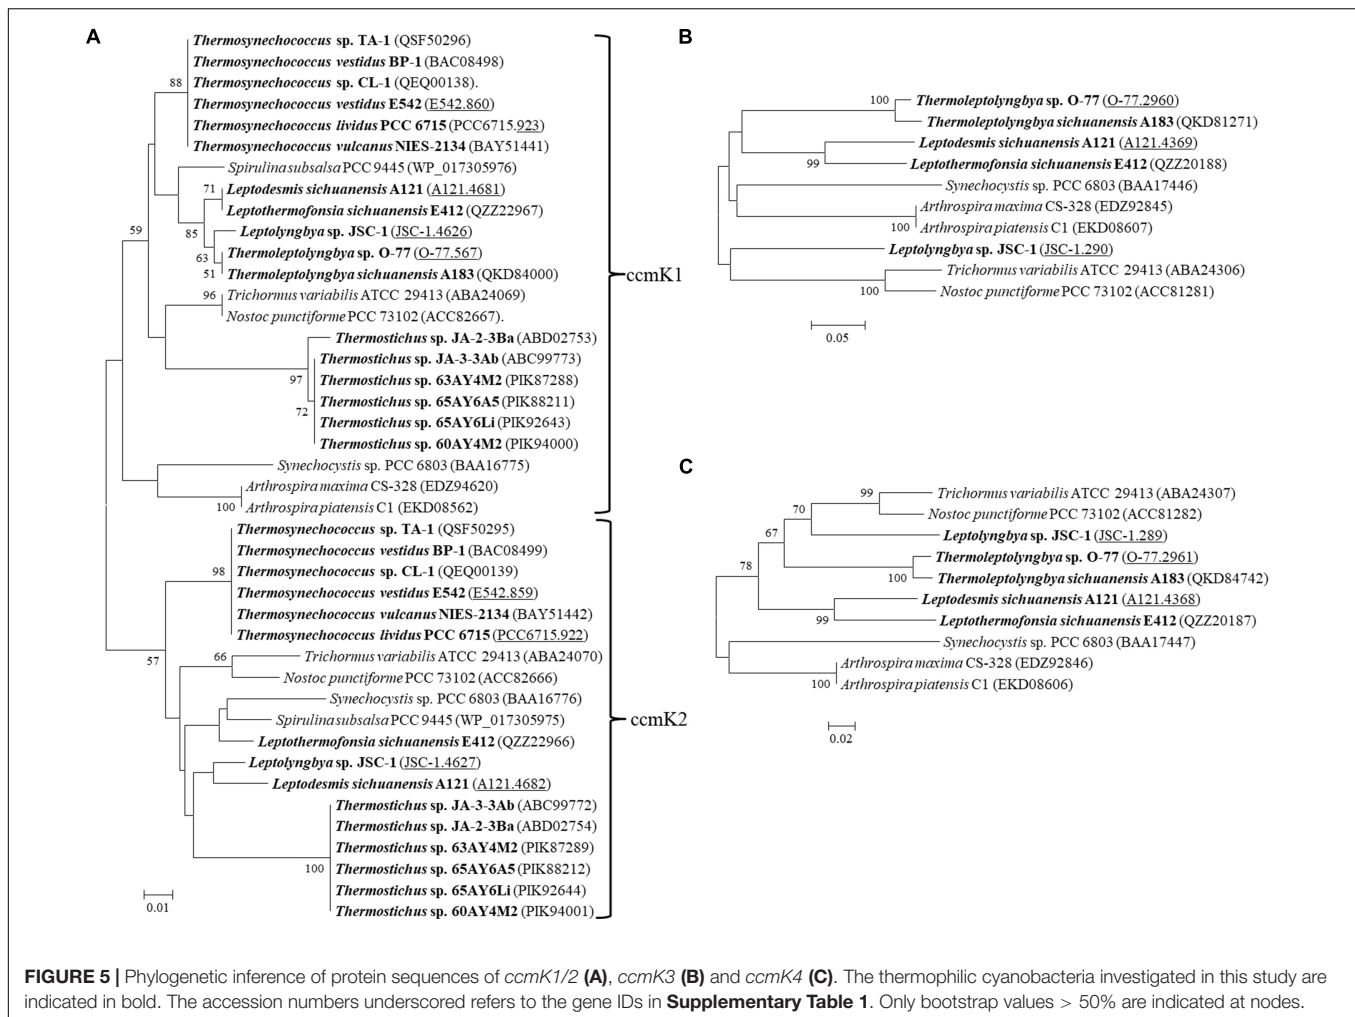 A
Thermosynechococcus sp. TA-1 (QSF50296)
Thermosynechococcus vestidus BP-1 (BAC08498)
88
Thermosynechococcus sp. CL-1 (QEQ00138).
Thermosynechococcus vestidus E542 (E542.860)
Thermosynechococcus lividus PCC 6715 (PCC6715.923)
Thermosynechococcus vulcanus NIES-2134 (BAY51441)
Spirulina subsalsa PCC 9445 (WP_017305976)
71
Leptodesmis sichuanensis A121 (A121.4681)
Leptothermofonsia sichuanensis E412 (QZZ22967)
59
85
Leptolyngbya sp. JSC-1 (JSC-1.4626)
63
Thermoleptolyngbya sp. O-77 (O-77.567)
51
Thermoleptolyngbya sichuanensis A183 (QKD84000)
ccmK1
96
Trichormus variabilis ATCC 29413 (ABA24069)
Nostoc punctiforme PCC 73102 (ACC82667).
Thermostichus sp. JA-2-3Ba (ABD02753)
Thermostichus sp. JA-3-3Ab (ABC99773)
97
Thermostichus sp. 63AY4M2 (PIK87288)
Thermostichus sp. 65AY6A5 (PIK88211)
72
Thermostichus sp. 65AY6Li (PIK92643)
Thermostichus sp. 60AY4M2 (PIK94000)
Synechocystis sp. PCC 6803 (BAA16775)
Arthrospira maxima CS-328 (EDZ94620)
100
Arthrospira piatensis C1 (EKD08562)
Thermosynechococcus sp. TA-1 (QSF50295)
Thermosynechococcus vestidus BP-1 (BAC08499)
98
Thermosynechococcus sp. CL-1 (QEQ00139)
Thermosynechococcus vestidus E542 (E542.859)
Thermosynechococcus vulcanus NIES-2134 (BAY51442)
Thermosynechococcus lividus PCC 6715 (PCC6715.922)
57
66
Trichormus variabilis ATCC 29413 (ABA24070)
Nostoc punctiforme PCC 73102 (ACC82666)
Synechocystis sp. PCC 6803 (BAA16776)
Spirulina subsalsa PCC 9445 (WP_017305975)
ccmK2
Leptothermofonsia sichuanensis E412 (QZZ22966)
Leptolyngbya sp. JSC-1 (JSC-1.4627)
Leptodesmis sichuanensis A121 (A121.4682)
Thermostichus sp. JA-3-3Ab (ABC99772)
Thermostichus sp. JA-2-3Ba (ABD02754)
Thermostichus sp. 63AY4M2 (PIK87289)
100
Thermostichus sp. 65AY6A5 (PIK88212)
Thermostichus sp. 65AY6Li (PIK92644)
Thermostichus sp. 60AY4M2 (PIK94001)
0.01
B
100
Thermoleptolyngbya sp. O-77 (O-77.2960)
Thermoleptolyngbya sichuanensis A183 (QKD81271)
Leptodesmis sichuanensis A121 (A121.4369)
99
Leptothermofonsia sichuanensis E412 (QZZ20188)
Synechocystis sp. PCC 6803 (BAA17446)
Arthrospira maxima CS-328 (EDZ92845)
100
Arthrospira piatensis C1 (EKD08607)
Leptolyngbya sp. JSC-1 (JSC-1.290)
Trichormus variabilis ATCC 29413 (ABA24306)
100
Nostoc punctiforme PCC 73102 (ACC81281)
0.05
C
99
Trichormus variabilis ATCC 29413 (ABA24307)
70
Nostoc punctiforme PCC 73102 (ACC81282)
67
Leptolyngbya sp. JSC-1 (JSC-1.289)
78
Thermoleptolyngbya sp. O-77 (O-77.2961)
100
Thermoleptolyngbya sichuanensis A183 (QKD84742)
Leptodesmis sichuanensis A121 (A121.4368)
99
Leptothermofonsia sichuanensis E412 (QZZ20187)
Synechocystis sp. PCC 6803 (BAA17447)
Arthrospira maxima CS-328 (EDZ92846)
100
Arthrospira piatensis C1 (EKD08606)
0.02
FIGURE 5 | Phylogenetic inference of protein sequences of ccmK1/2 (A), ccmK3 (B) and ccmK4 (C). The thermophilic cyanobacteria investigated in this study are
indicated in bold. The accession numbers underscored refers to the gene IDs in Supplementary Table 1. Only bootstrap values > 50% are indicated at nodes.